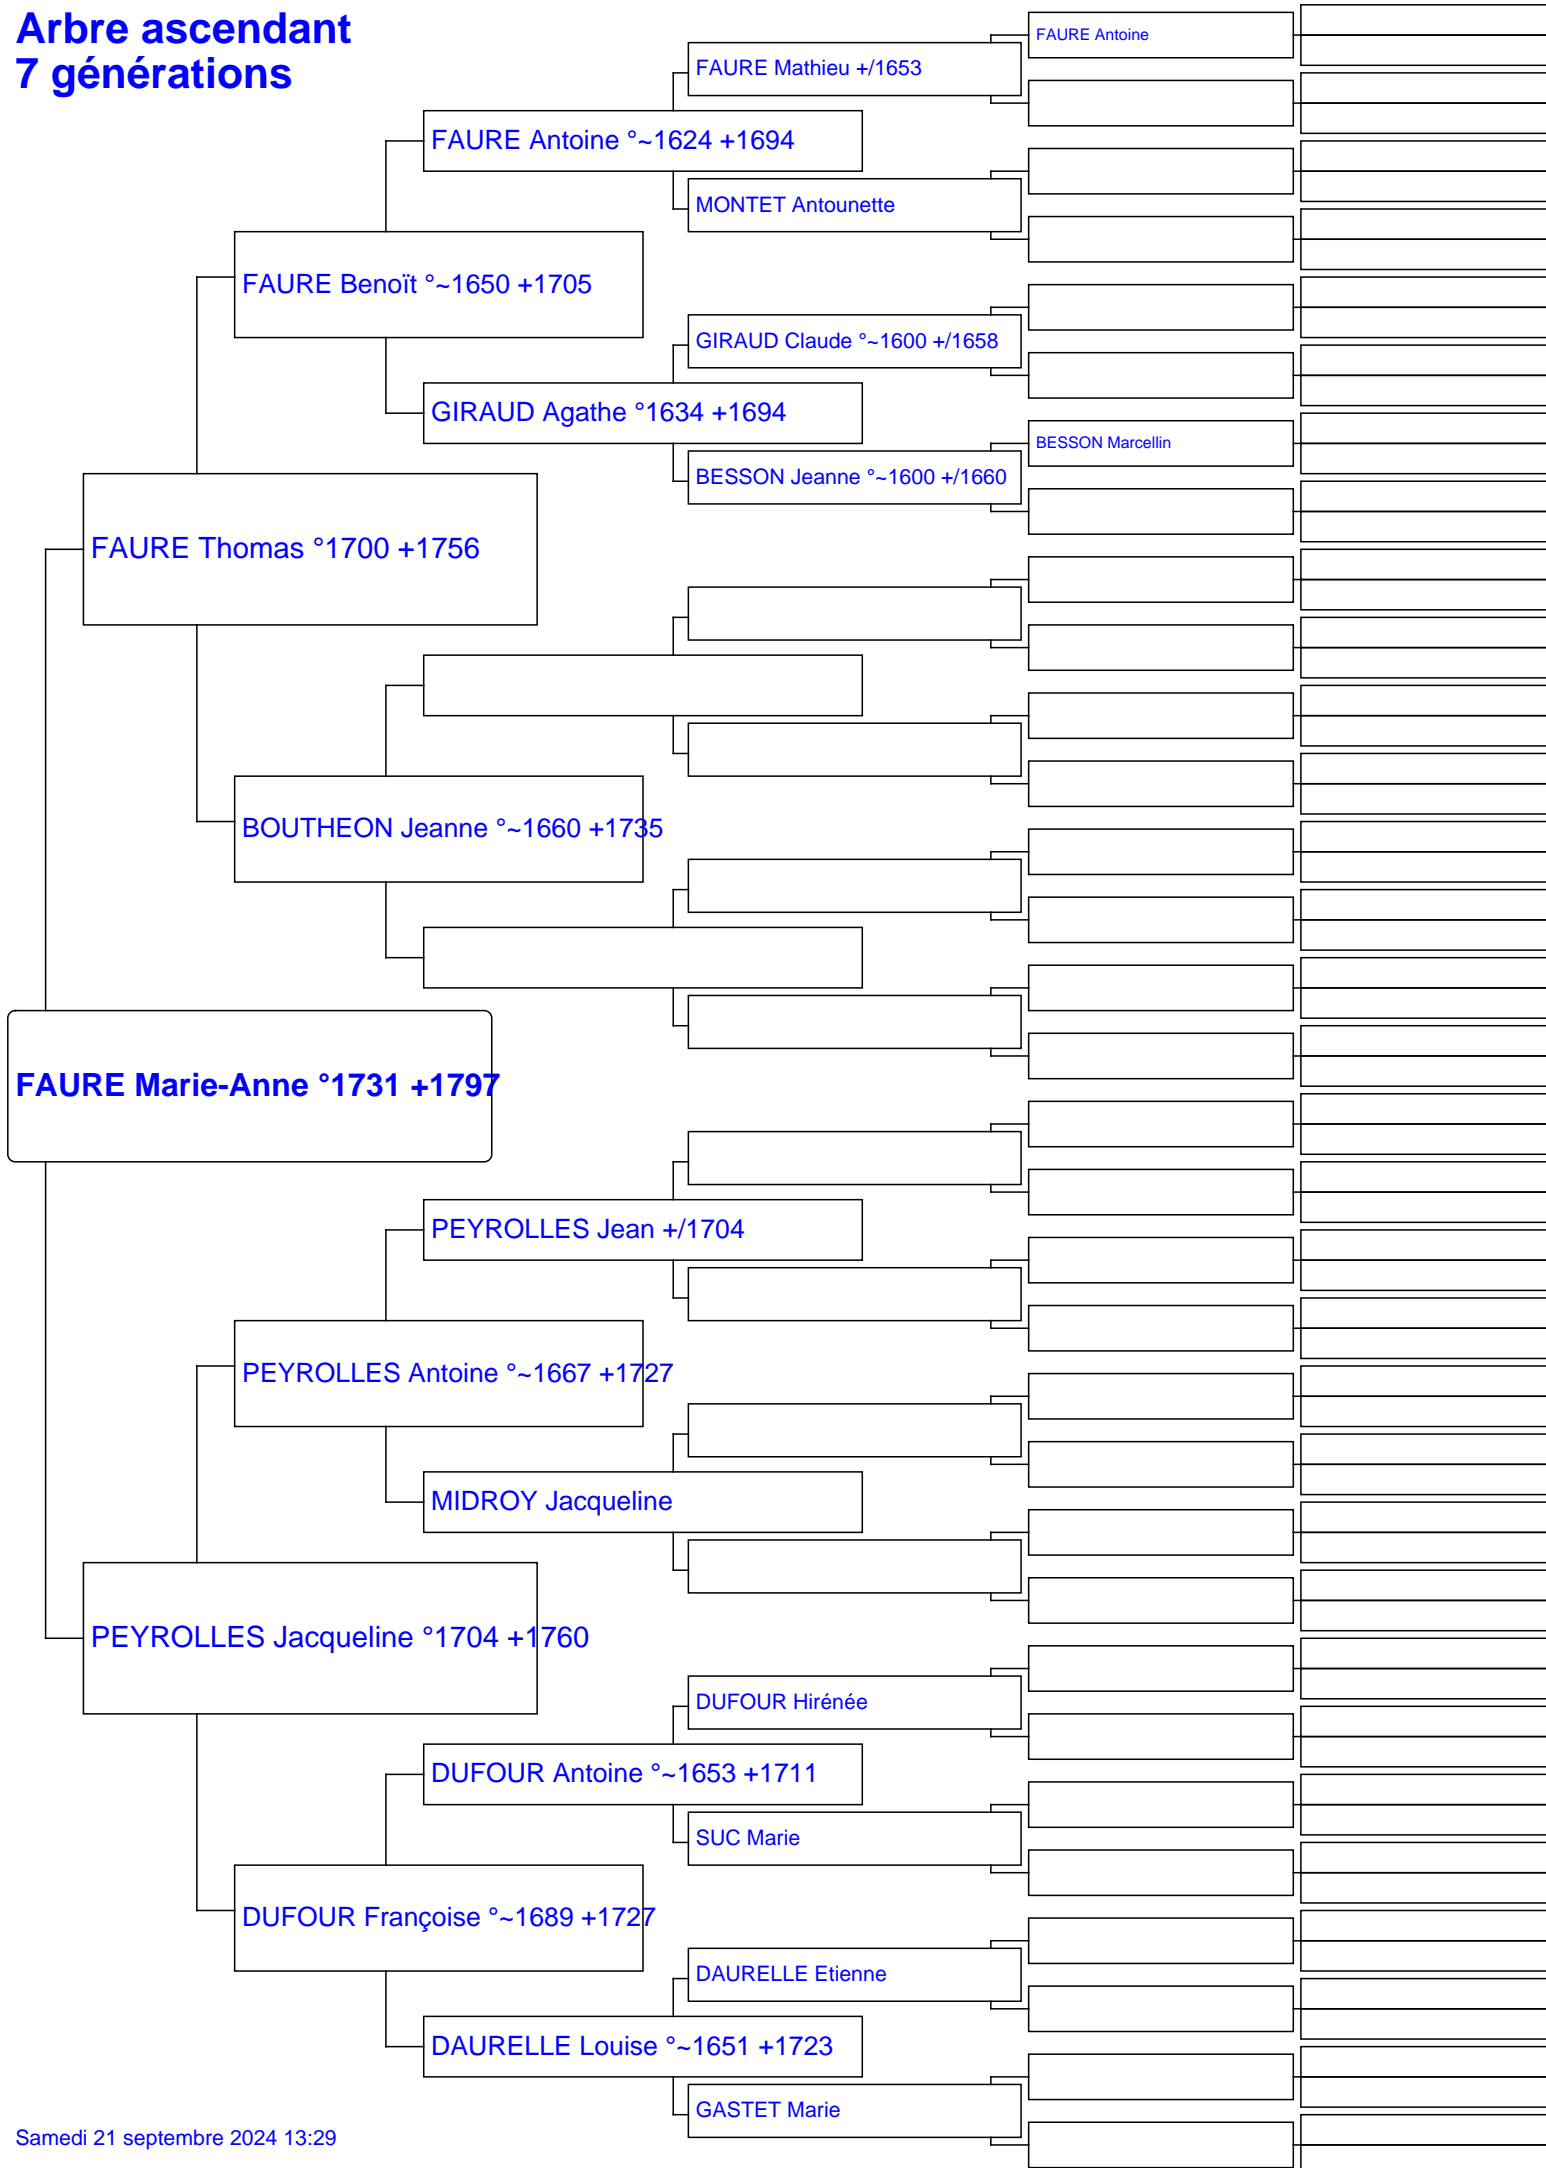 Arbre ascendant
7 générations
FAURE Antoine
FAURE Mathieu +/1653
FAURE Antoine °~1624 +1694
MONTET Antounette
FAURE Benoït °~1650 +1705
GIRAUD Claude °~1600 +/1658
GIRAUD Agathe °1634 +1694
BESSON Marcellin
BESSON Jeanne °~1600 +/1660
FAURE Thomas °1700 +1756
BOUTHEON Jeanne °~1660 +1735
FAURE Marie-Anne °1731 +1797
PEYROLLES Jean +/1704
PEYROLLES Antoine °~1667 +1727
MIDROY Jacqueline
PEYROLLES Jacqueline °1704 +1760
DUFOUR Hirénée
DUFOUR Antoine °~1653 +1711
SUC Marie
DUFOUR Françoise °~1689 +1727
DAURELLE Etienne
DAURELLE Louise °~1651 +1723
GASTET Marie
Samedi 21 septembre 2024 13:29